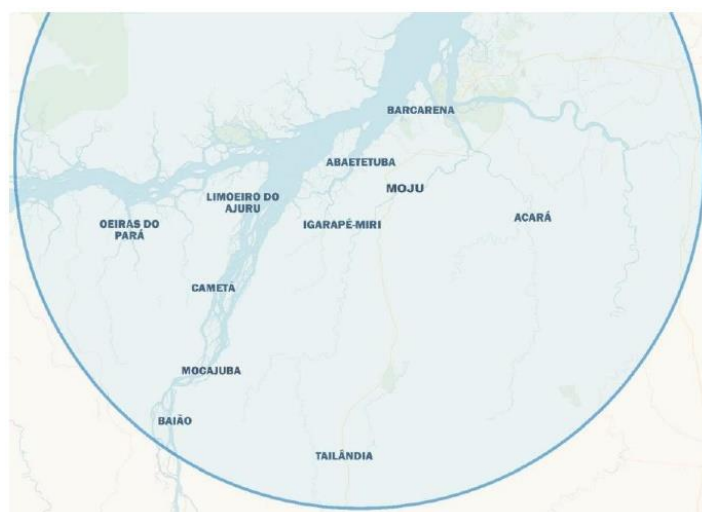 BARCARENA
ABAETETUBA
MOJU
LIMOEIRO DO
AJURU
ACARÁ
OEIRAS DO
PARÁ
IGARAPÉ-MIRI
CAMETÁ
MOCAJUBA
BAIÃO
TAILÂNDIA